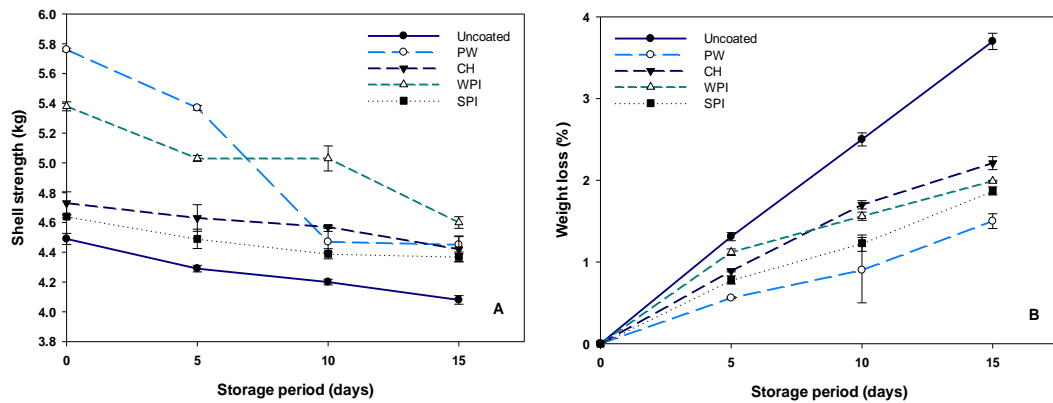 Shell strength (kg)
6.0
5.8
5.6
5.4
5.2
5.0
4.8
4.6
4.4
4.2
4.0
3.8
0
5
10
15
Storage period (days)
Uncoated
PW
CH
WPI
SPI
A
Weight loss (%)
4
3
2
1
0
0
5
10
15
Storage period (days)
Uncoated
PW
CH
WPI
SPI
B